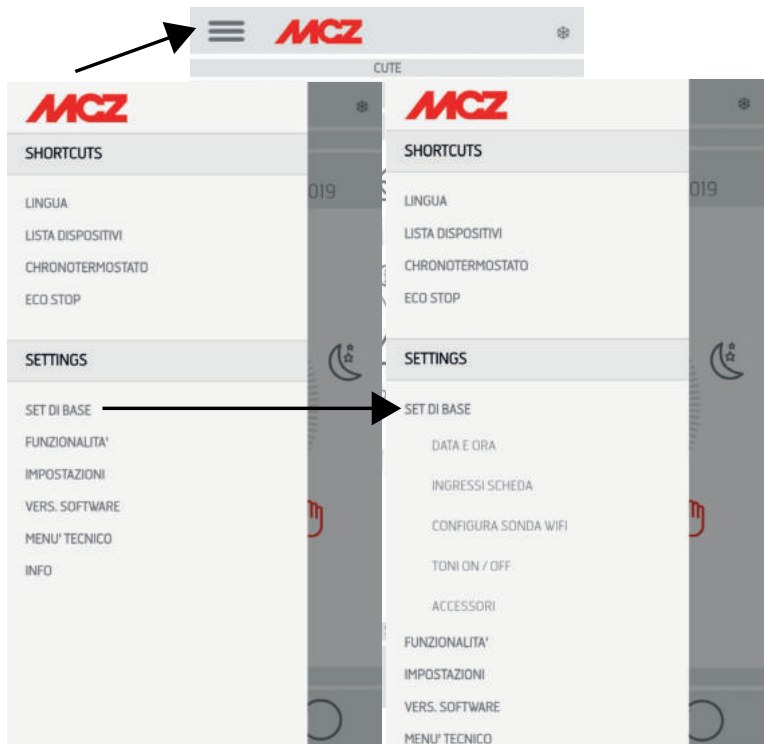 MCZ
CUTE
MCZ
SHORTCUTS
019
LINGUA
LISTA DISPOSITIVI
CHRONOTERMOSTATO
ECO STOP
SETTINGS
SET DI BASE
FUNZIONALITA'
IMPOSTAZIONI
VERS. SOFTWARE
MENU' TECNICO
INFO
MCZ
SHORTCUTS
019
LINGUA
LISTA DISPOSITIVI
CHRONOTERMOSTATO
ECO STOP
SETTINGS
SET DI BASE
DATA E ORA
INGRESSI SCHEDA
CONFIGURA SONDA WIFI
TONI ON / OFF
ACCESSORI
FUNZIONALITA'
IMPOSTAZIONI
VERS. SOFTWARE
MENU' TECNICO